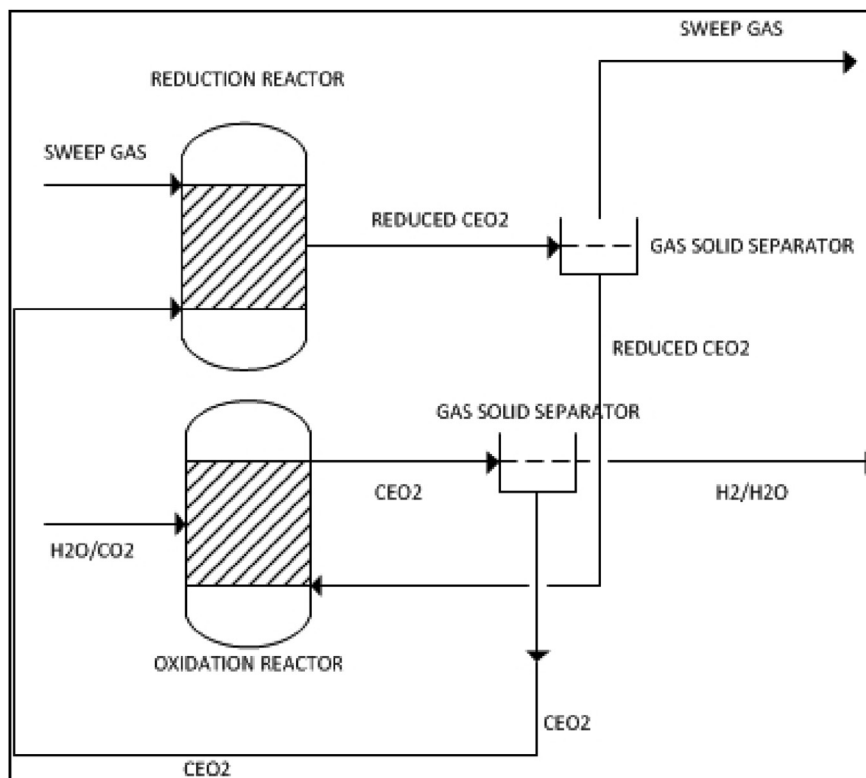 SWEEP GAS
REDUCTION REACTOR
SWEEP GAS
REDUCED CEO2
GAS SOLID SEPARATOR
REDUCED CEO2
GAS SOLID SEPARATOR
CEO2
H2/H2O
H2O/CO2
OXIDATION REACTOR
CEO2
CEO2